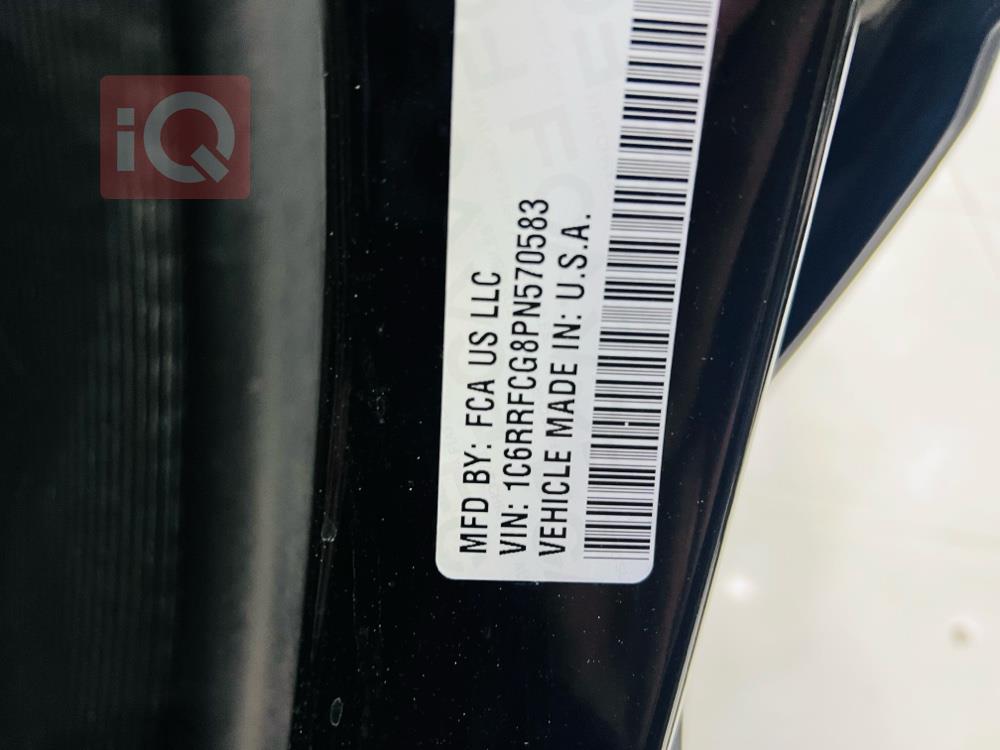 iQ
MFD BY: FCA US LLC
VIN: 1C6RRFCG8PN570583
VEHICLE MADE IN: U.S.A.